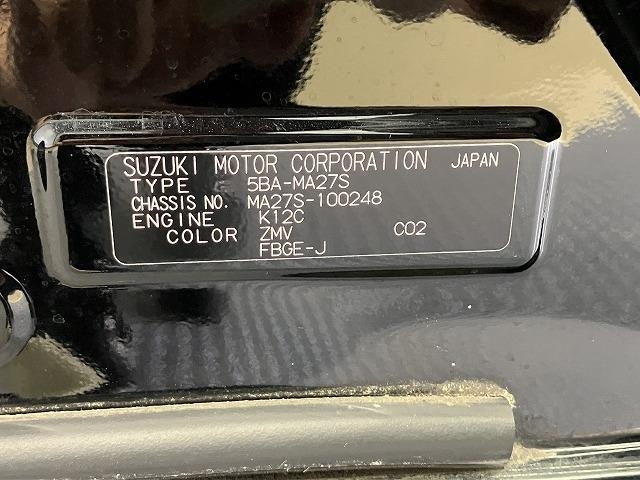 SUZUKI MOTOR CORPORATION JAPAN
TYPE 5BA-MA27S
CHASSIS NO. MA27S-100248
ENGINE K12C
COLOR ZMV C02
FBGE-J